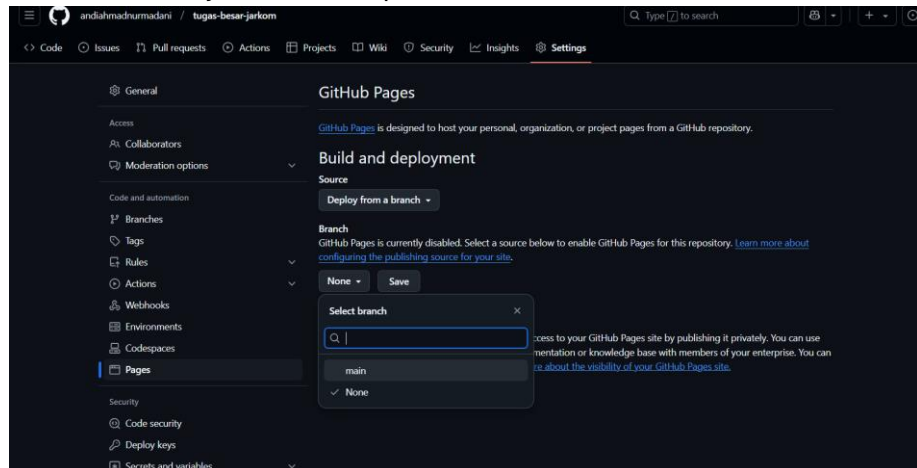 andiahmadnurmadani / tugas-besar-jarkom
Type / to search
Code Issues Pull requests Actions Projects Wiki Security Insights Settings
General
Access
Collaborators
Moderation options
Code and automation
Branches
Tags
Rules
Actions
Webhooks
Environments
Codespaces
Pages
Security
Code security
Deploy keys
Secrets and variables
GitHub Pages
GitHub Pages is designed to host your personal, organization, or project pages from a GitHub repository.
Build and deployment
Source
Deploy from a branch
Branch
GitHub Pages is currently disabled. Select a source below to enable GitHub Pages for this repository. Learn more about
configuring the publishing source for your site.
None Save
Select branch
main
None
access to your GitHub Pages site by publishing it privately. You can use
or knowledge base with members of your enterprise. You can
about the visibility of your GitHub Pages site.